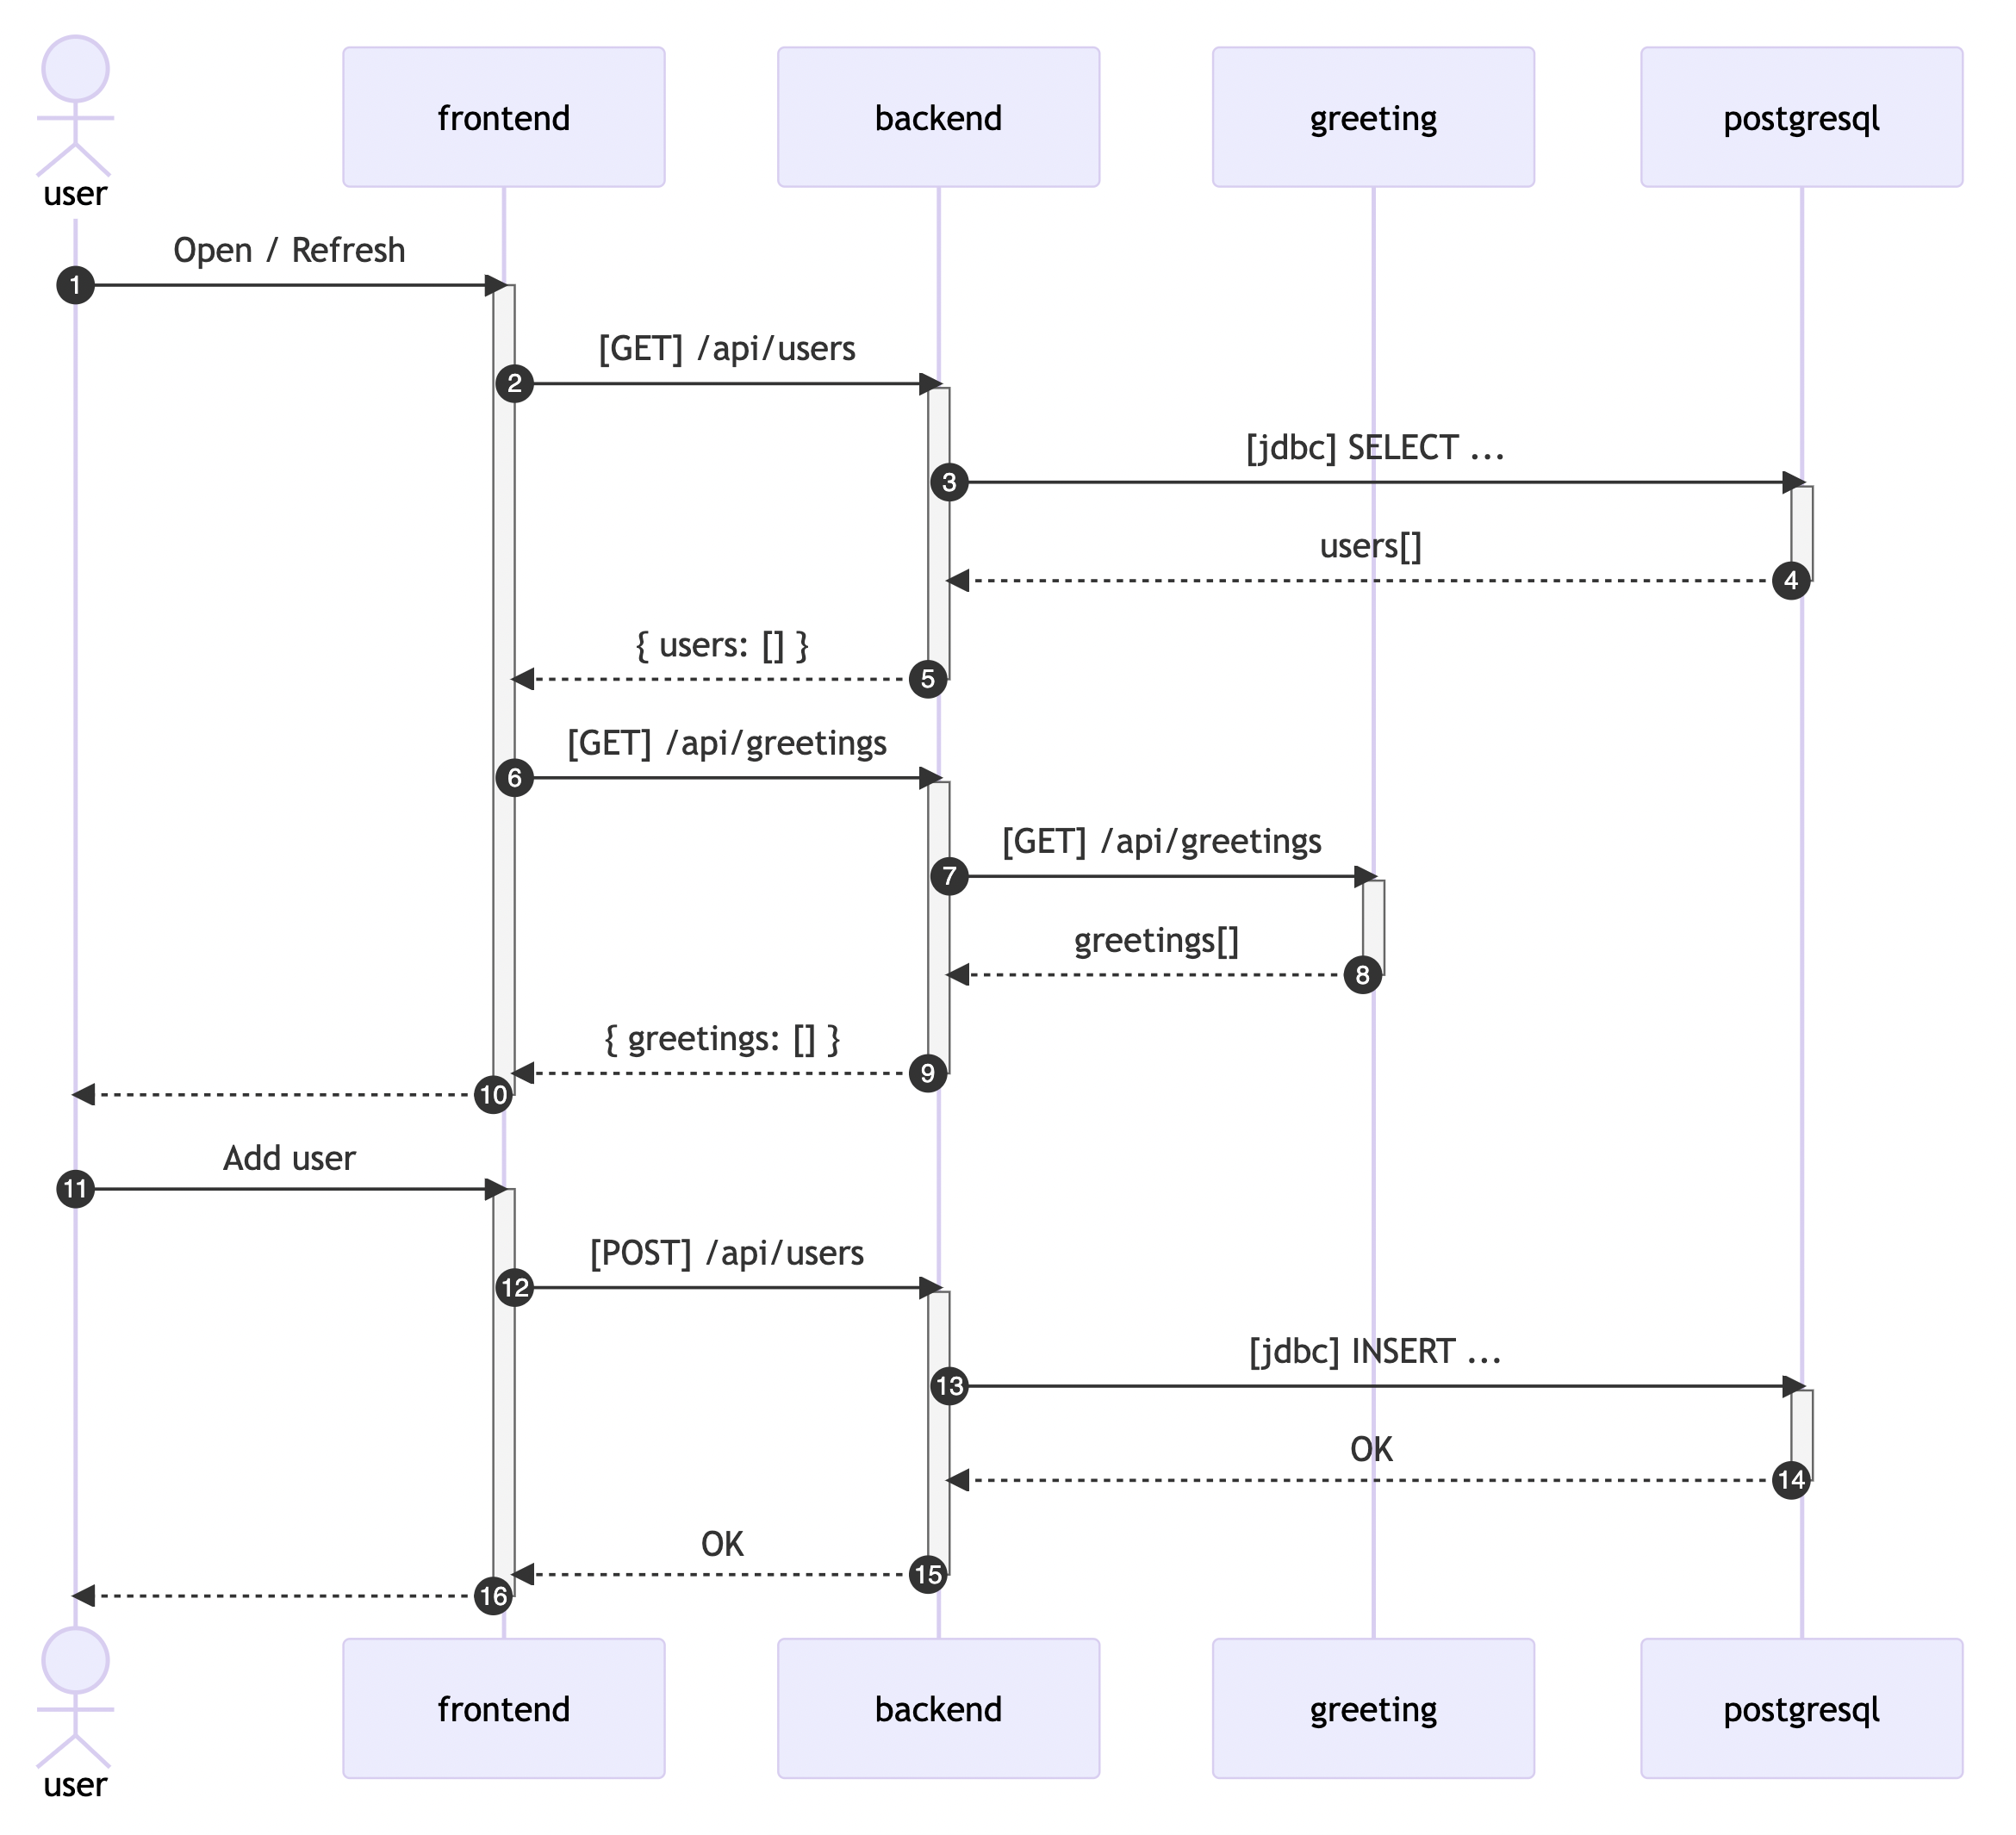 frontend
backend
greeting
postgresql
user
Open / Refresh
1
[GET] /api/users
2
[jdbc] SELECT ...
3
users[]
4
{ users: [] }
5
[GET] /api/greetings
6
[GET] /api/greetings
7
greetings[]
8
{ greetings: [] }
9
10
Add user
11
[POST] /api/users
12
[jdbc] INSERT ...
13
OK
14
OK
15
16
frontend
backend
greeting
postgresql
user